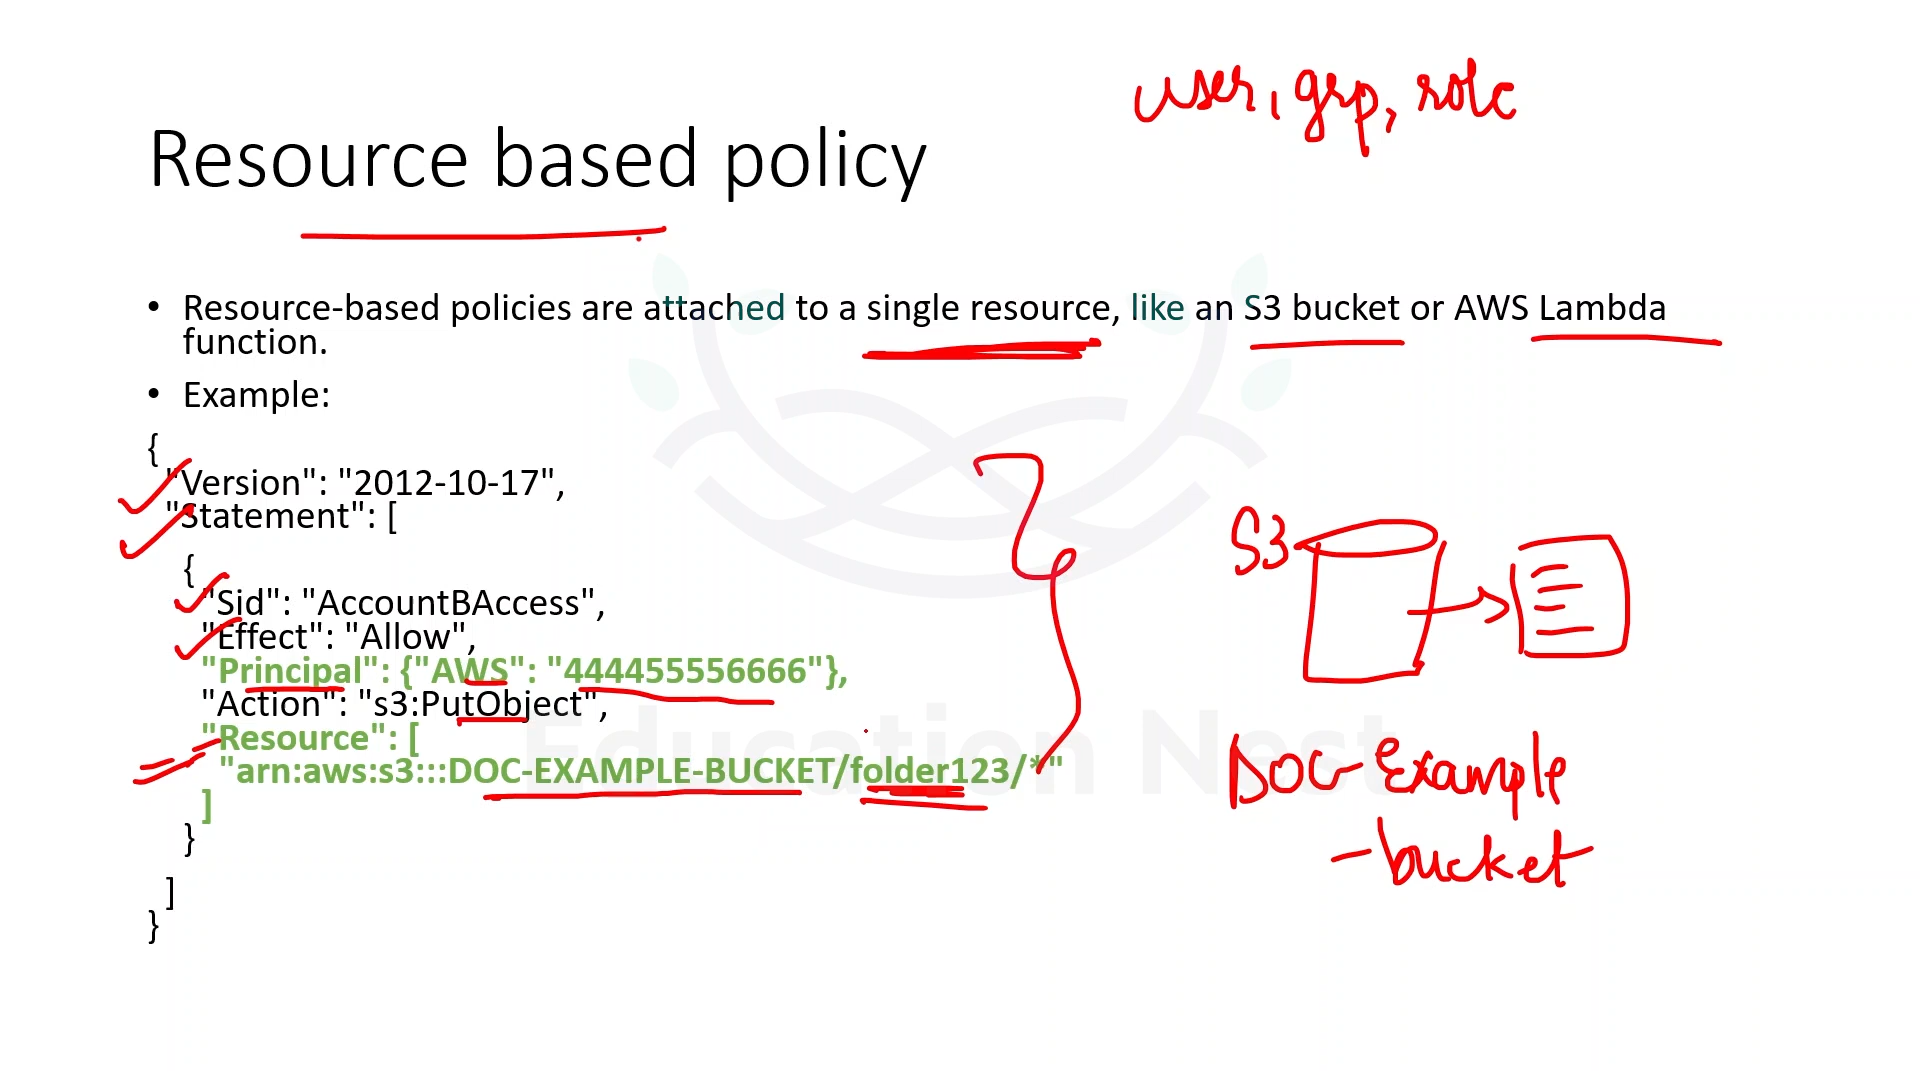 user, grp, role
Resource based policy
• Resource-based policies are attached to a single resource, like an S3 bucket or AWS Lambda
function.
• Example:
{
"Version": "2012-10-17",
"Statement": [
{
"Sid": "AccountBAccess",
"Effect": "Allow",
"Principal": {"AWS": "444455556666"},
"Action": "s3:PutObject",
"Resource": [
"arn:aws:s3:::DOC-EXAMPLE-BUCKET/folder123/*"
]
}
]
}
S3
DOC-Example
-bucket
Education Nest